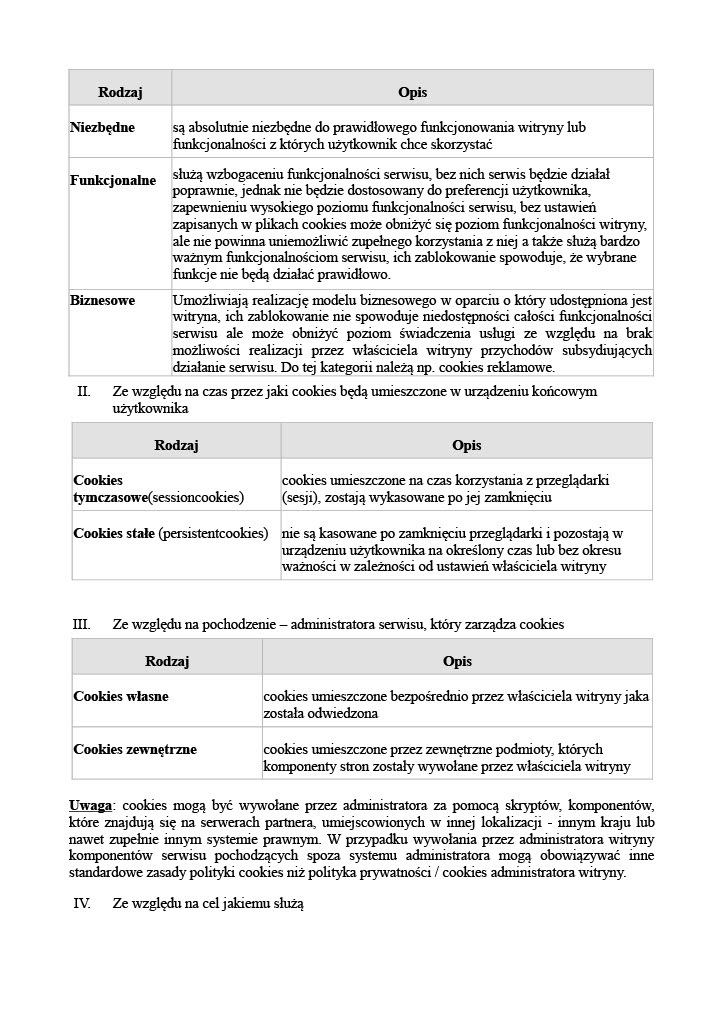 Rodzaj Opis
Niezbędne są absolutnie niezbędne do prawidłowego funkcjonowania witryny lub
funkcjonalności z których użytkownik chce skorzystać
Funkcjonalne służą wzbogaceniu funkcjonalności serwisu, bez nich serwis będzie działał
poprawnie, jednak nie będzie dostosowany do preferencji użytkownika,
zapewnieniu wysokiego poziomu funkcjonalności serwisu, bez ustawień
zapisanych w plikach cookies może obniżyć się poziom funkcjonalności witryny,
ale nie powinna uniemożliwić zupełnego korzystania z niej a także służą bardzo
ważnym funkcjonalnościom serwisu, ich zablokowanie spowoduje, że wybrane
funkcje nie będą działać prawidłowo.
Biznesowe Umożliwiają realizację modelu biznesowego w oparciu o który udostępniona jest
witryna, ich zablokowanie nie spowoduje niedostępności całości funkcjonalności
serwisu ale może obniżyć poziom świadczenia usługi ze względu na brak
możliwości realizacji przez właściciela witryny przychodów subsydiujących
działanie serwisu. Do tej kategorii należą np. cookies reklamowe.
II. Ze względu na czas przez jaki cookies będą umieszczone w urządzeniu końcowym
użytkownika
Rodzaj Opis
Cookies cookies umieszczone na czas korzystania z przeglądarki
tymczasowe(sessioncookies) (sesji), zostają wykasowane po jej zamknięciu
Cookies stałe (persistentcookies) nie są kasowane po zamknięciu przeglądarki i pozostają w
urządzeniu użytkownika na określony czas lub bez okresu
ważności w zależności od ustawień właściciela witryny
III. Ze względu na pochodzenie – administratora serwisu, który zarządza cookies
Rodzaj Opis
Cookies własne cookies umieszczone bezpośrednio przez właściciela witryny jaka
została odwiedzona
Cookies zewnętrzne cookies umieszczone przez zewnętrzne podmioty, których
komponenty stron zostały wywołane przez właściciela witryny
Uwaga: cookies mogą być wywołane przez administratora za pomocą skryptów, komponentów,
które znajdują się na serwerach partnera, umiejscowionych w innej lokalizacji - innym kraju lub
nawet zupełnie innym systemie prawnym. W przypadku wywołania przez administratora witryny
komponentów serwisu pochodzących spoza systemu administratora mogą obowiązywać inne
standardowe zasady polityki cookies niż polityka prywatności / cookies administratora witryny.
IV. Ze względu na cel jakiemu służą